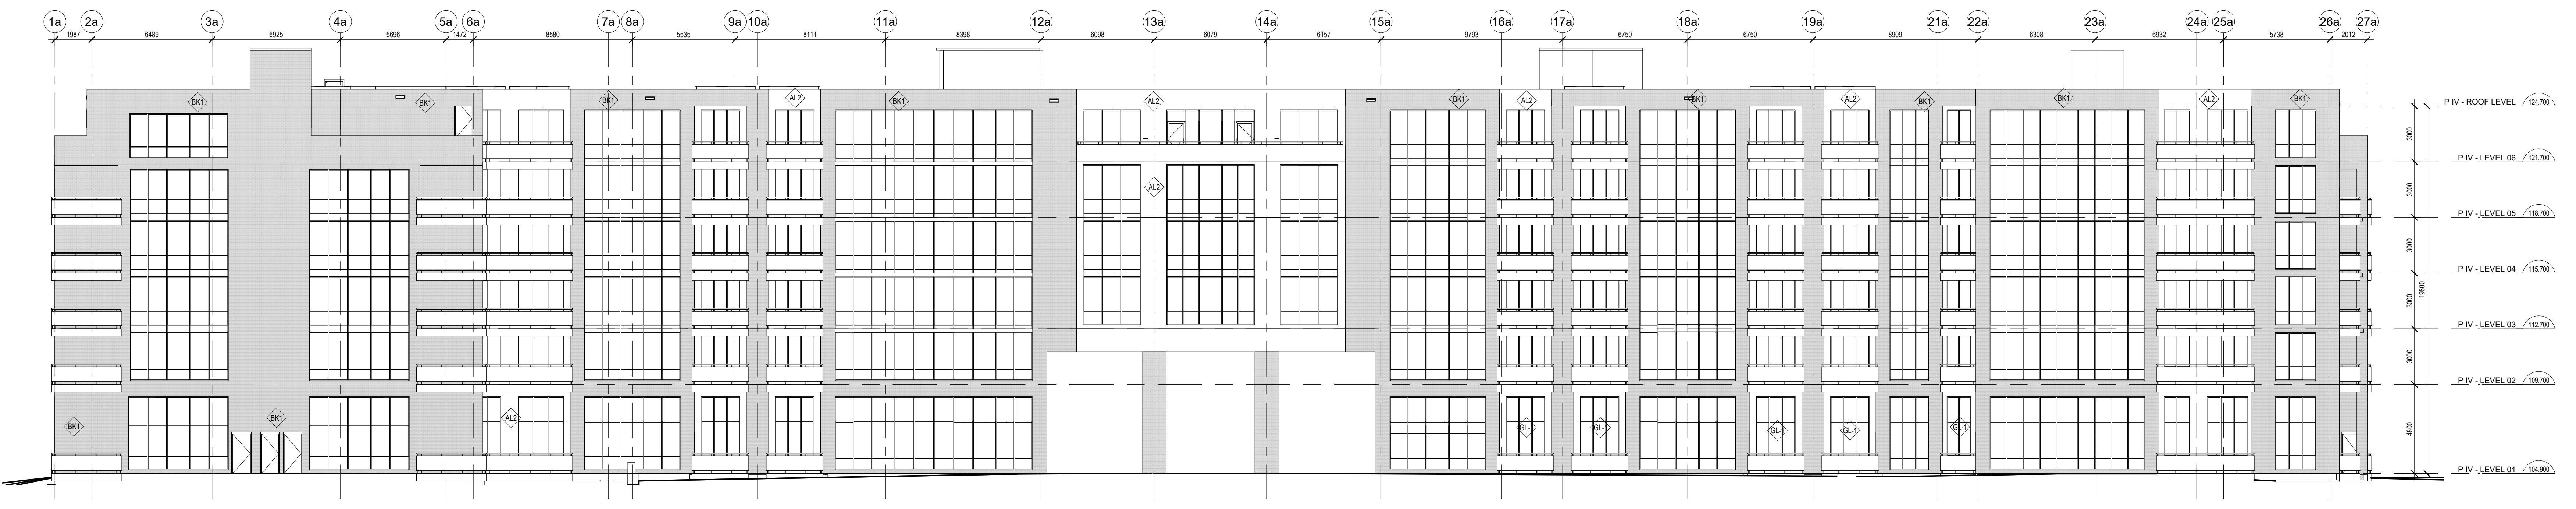 1a 2a 3a 4a 5a 6a 7a 8a 9a 10a 11a 12a 13a 14a 15a 16a 17a 18a 19a 21a 22a 23a 24a 25a 26a 27a
1987 6489 6925 5696 1472 8580 5535 8111 8398 6098 6079 6157 9793 6750 6750 8909 6308 6932 5738 2012
BK1 BK1 BK1 AL2 BK1 AL2 BK1 AL2 BK1 AL2 BK1 BK1 AL2 BK1
P IV - ROOF LEVEL 124.700
3000
P IV - LEVEL 06 121.700
AL2
3000
P IV - LEVEL 05 118.700
3000
P IV - LEVEL 04 115.700
3000 19800
P IV - LEVEL 03 112.700
3000
P IV - LEVEL 02 109.700
BK1 BK1 AL2 GL-1 GL-1 GL-1 GL-1 GL-1
4800
P IV - LEVEL 01 104.900